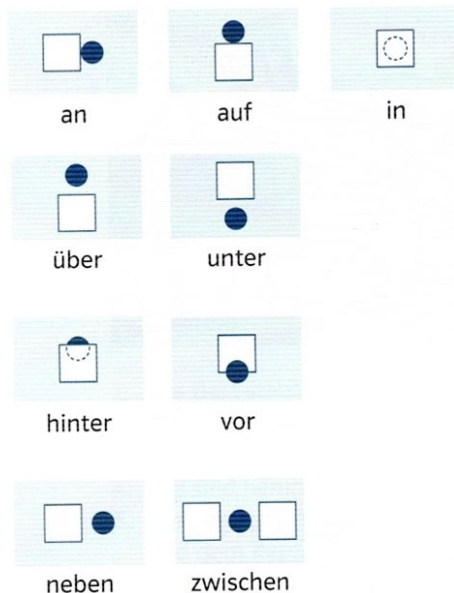 an auf in
über unter
hinter vor
neben zwischen